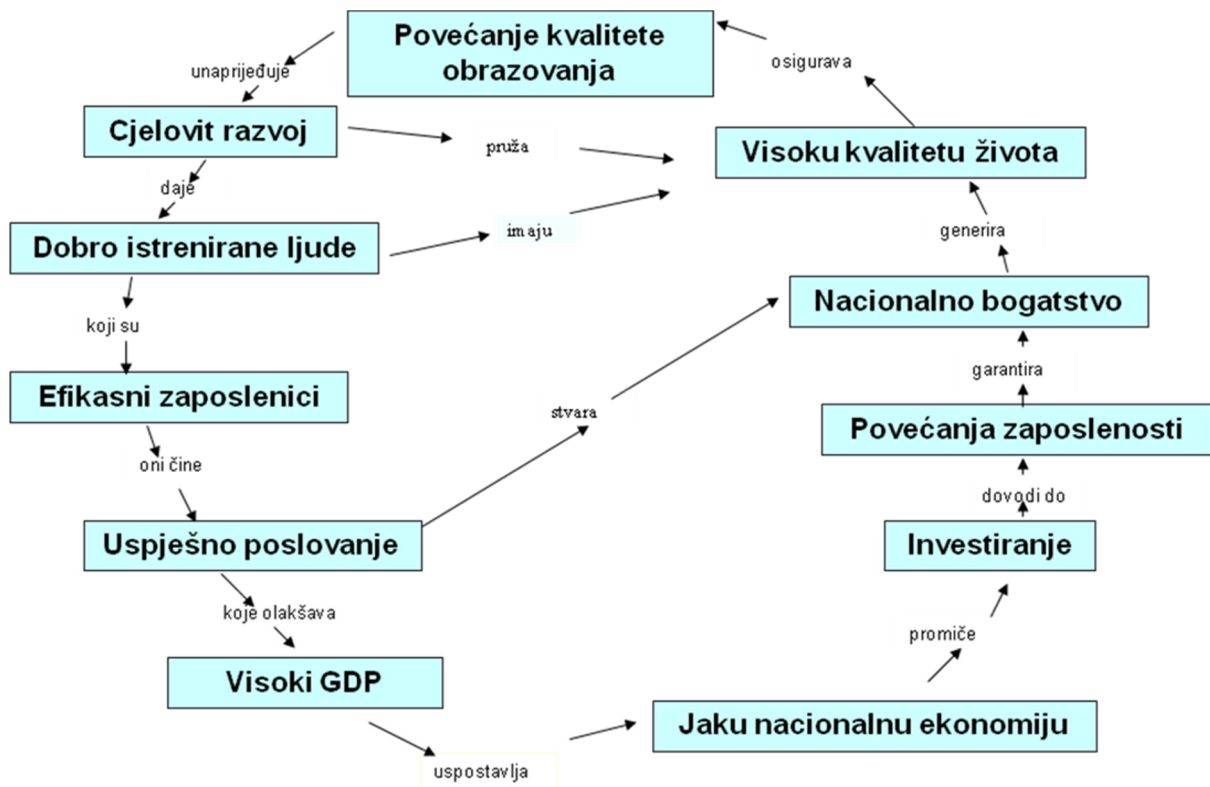 Povećanje kvalitete
obrazovanja
osigurava
unaprijeđuje
Cjelovit razvoj
pruža
Visoku kvalitetu života
daje
Dobro istrenirane ljude
imaju
generira
Nacionalno bogatstvo
koji su
garantira
Efikasni zaposlenici
stvara
Povećanja zaposlenosti
oni čine
dovodi do
Uspješno poslovanje
Investiranje
koje olakšava
promiče
Visoki GDP
Jaku nacionalnu ekonomiju
uspostavlja